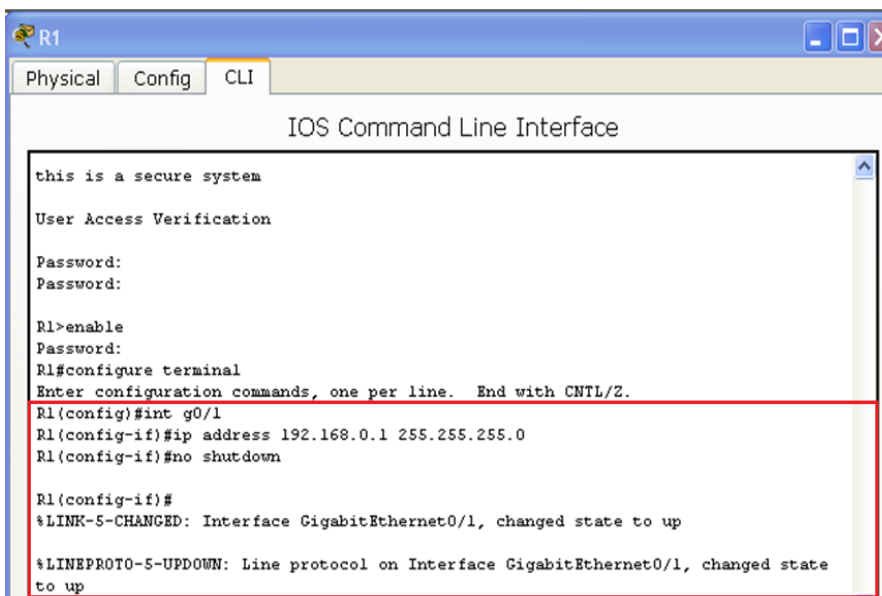 R1
Physical Config CLI
IOS Command Line Interface
this is a secure system
User Access Verification
Password:
Password:
R1>enable
Password:
R1#configure terminal
Enter configuration commands, one per line.  End with CNTL/Z.
R1(config)#int g0/1
R1(config-if)#ip address 192.168.0.1 255.255.255.0
R1(config-if)#no shutdown
R1(config-if)#
%LINK-5-CHANGED: Interface GigabitEthernet0/1, changed state to up
%LINEPROTO-5-UPDOWN: Line protocol on Interface GigabitEthernet0/1, changed state
to up